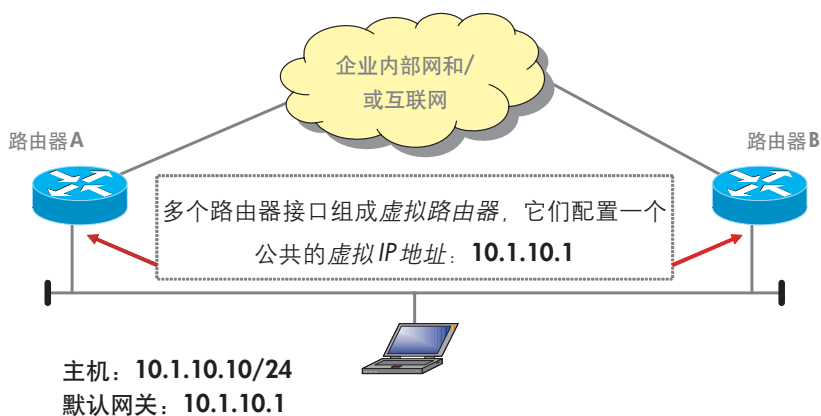 企业内部网和/
或互联网
路由器A
路由器B
多个路由器接口组成虚拟路由器，它们配置一个
公共的虚拟IP地址：10.1.10.1
主机：10.1.10.10/24
默认网关：10.1.10.1